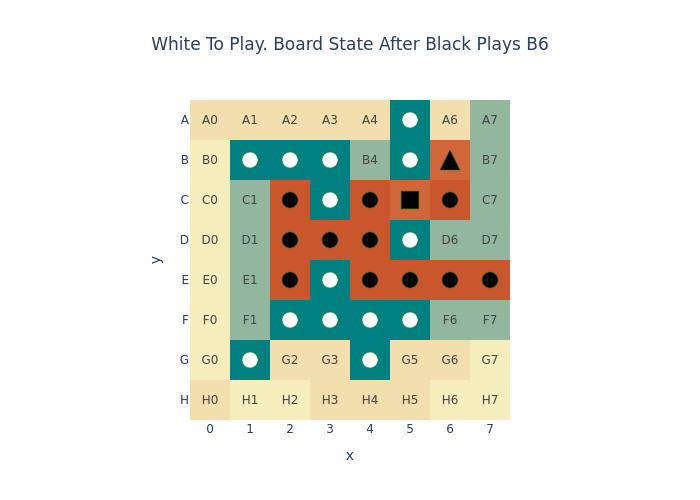 White To Play. Board State After Black Plays B6
A A0 A1 A2 A3 A4 A6 A7
B B0 B4 B7
C C0 C1 C7
D D0 D1 D6 D7
y
E E0 E1
F F0 F1 F6 F7
G G0 G2 G3 G5 G6 G7
H H0 H1 H2 H3 H4 H5 H6 H7
0 1 2 3 4 5 6 7
x